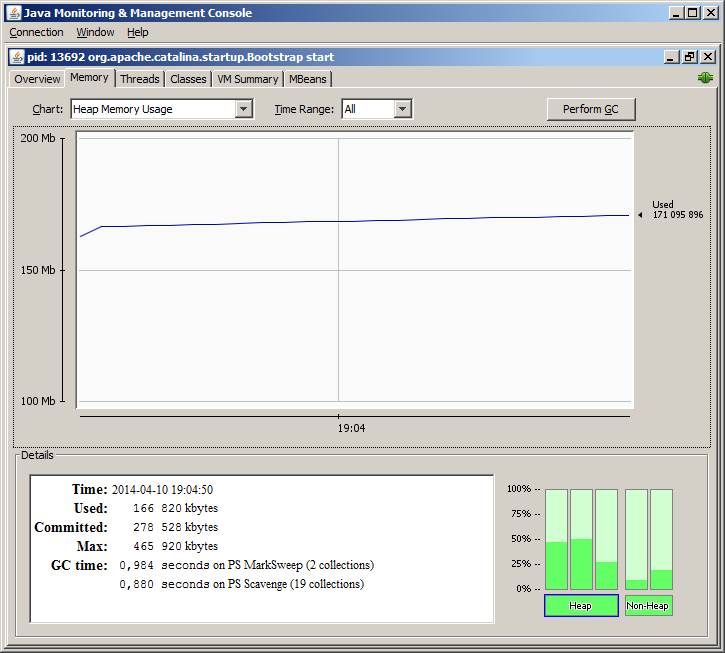 Java Monitoring & Management Console
Connection Window Help
pid: 13692 org.apache.catalina.startup.Bootstrap start
Overview Memory Threads Classes VM Summary MBeans
Chart: Heap Memory Usage Time Range: All Perform GC
200 Mb
Used
171 095 896
150 Mb
100 Mb
19:04
Details
Time: 2014-04-10 19:04:50
Used: 166 820 kbytes
Committed: 278 528 kbytes
Max: 465 920 kbytes
GC time: 0,984 seconds on PS MarkSweep (2 collections)
0,880 seconds on PS Scavenge (19 collections)
100% --
75% --
50% --
25% --
0% --
Heap Non-Heap